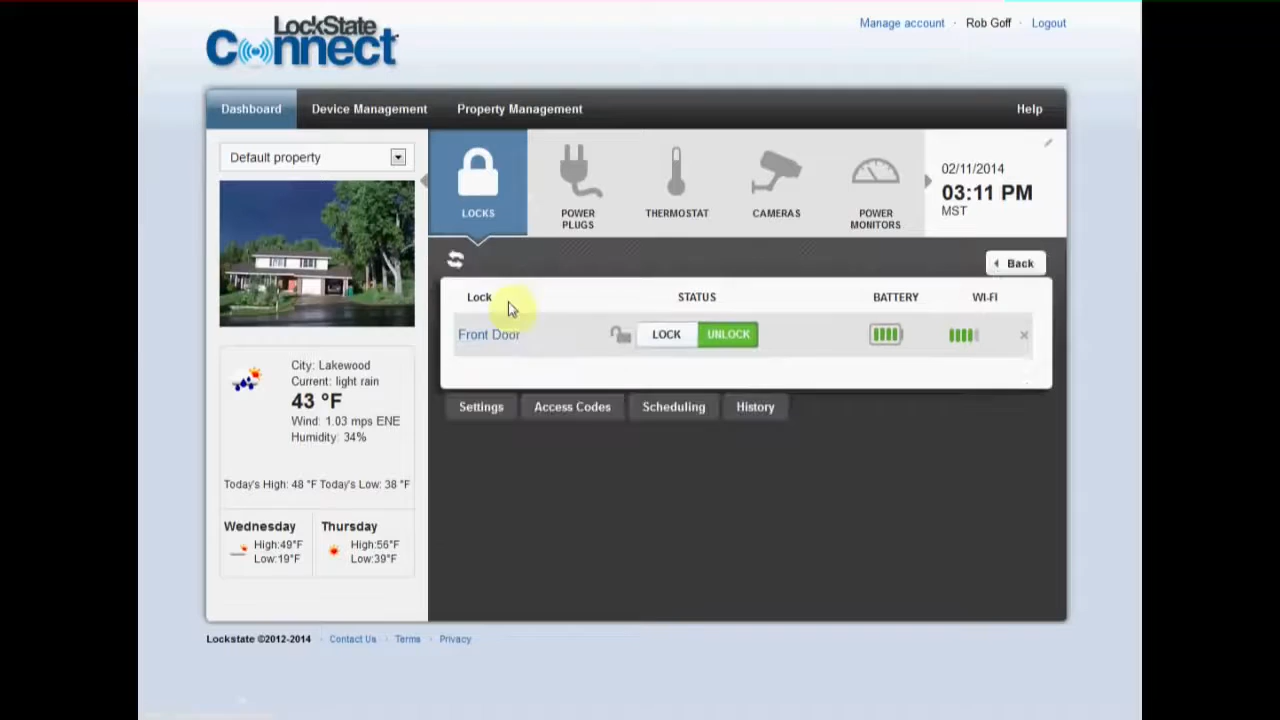 LockState
Connect
Manage account · Rob Goff · Logout
Dashboard Device Management Property Management Help
Default property
LOCKS
POWER
PLUGS
THERMOSTAT
CAMERAS
POWER
MONITORS
02/11/2014
03:11 PM
MST
Back
Lock STATUS BATTERY WI-FI
Front Door LOCK UNLOCK
Settings Access Codes Scheduling History
City: Lakewood
Current: light rain
43 °F
Wind: 1.03 mps ENE
Humidity: 34%
Today's High: 48 °F Today's Low: 38 °F
Wednesday
High:49°F
Low:19°F
Thursday
High:56°F
Low:39°F
Lockstate ©2012-2014 · Contact Us · Terms · Privacy